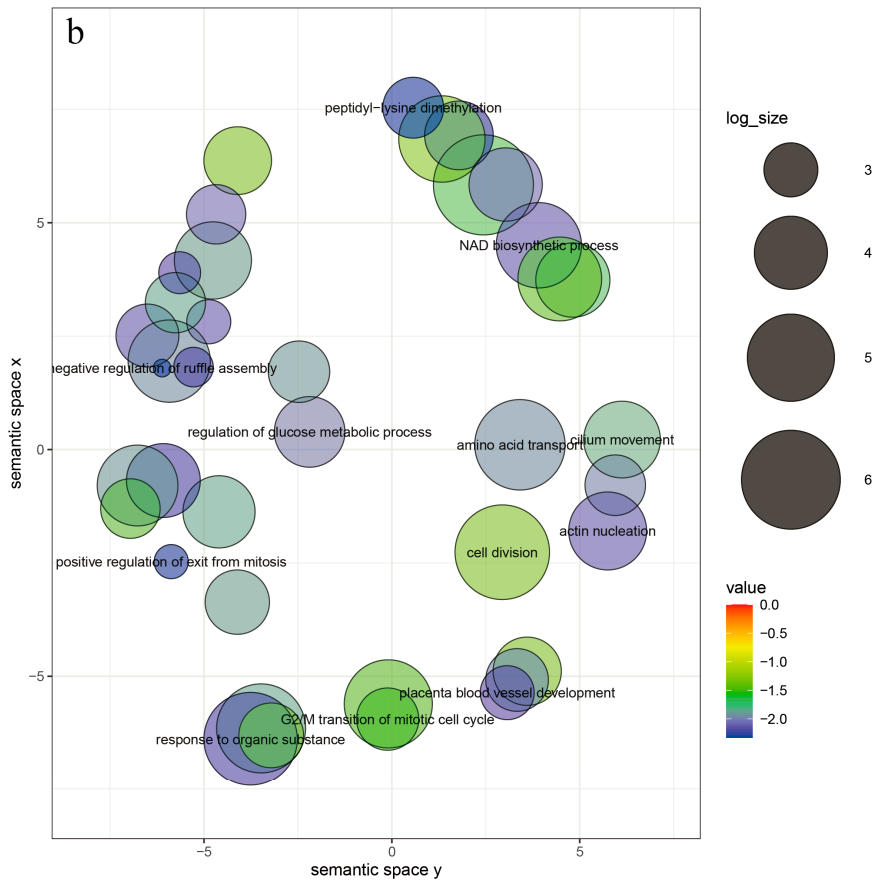 b
peptidyl−lysine dimethylation
NAD biosynthetic process
negative regulation of ruffle assembly
regulation of glucose metabolic process
amino acid transport
cilium movement
actin nucleation
cell division
positive regulation of exit from mitosis
placenta blood vessel development
G2/M transition of mitotic cell cycle
response to organic substance
5
0
−5
semantic space x
−5
0
5
semantic space y
log_size
3
4
5
6
value
0.0
−0.5
−1.0
−1.5
−2.0